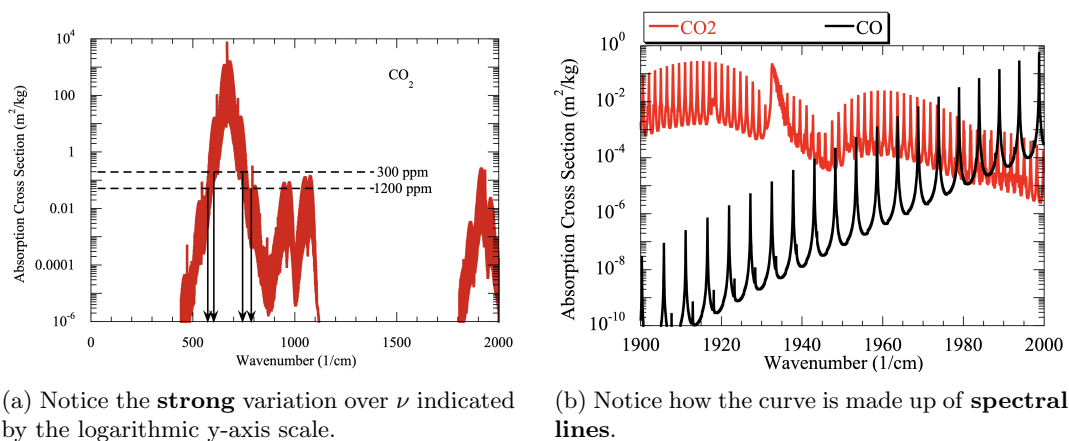 10^4
100
1
0.01
0.0001
10^-6
Absorption Cross Section (m^2/kg)
CO_2
300 ppm
1200 ppm
0
500
1000
1500
2000
Wavenumber (1/cm)
(a) Notice the strong variation over ν indicated
by the logarithmic y-axis scale.
CO2
CO
10^0
10^-2
10^-4
10^-6
10^-8
10^-10
Absorption Cross Section (m^2/kg)
1900
1920
1940
1960
1980
2000
Wavenumber (1/cm)
(b) Notice how the curve is made up of spectral
lines.